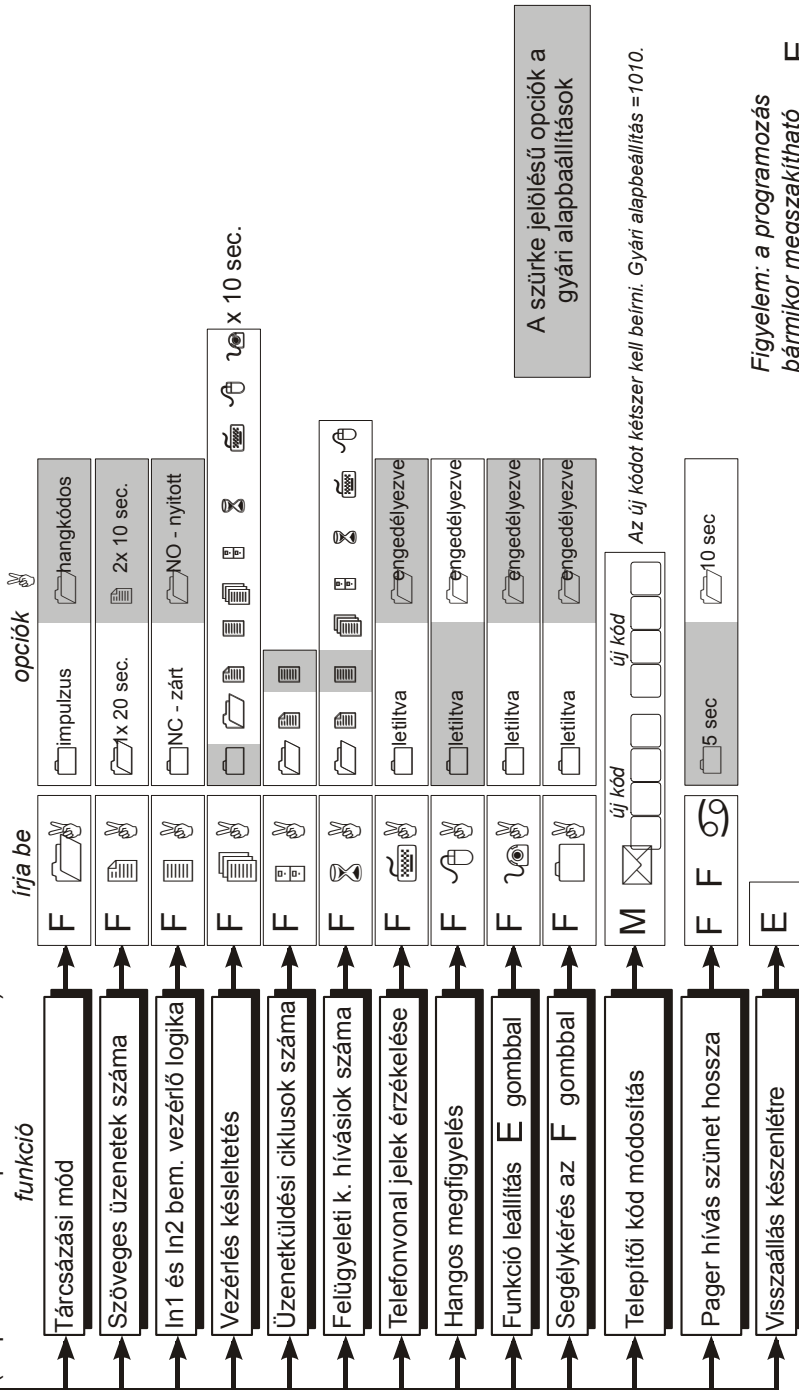 funkció
írja be
opciók
Tárcsázási mód
F
impulzus
hangkódos
Szöveges üzenetek száma
F
1x 20 sec.
2x 10 sec.
In1 és In2 bem. vezérlő logika
F
NC - zárt
NO - nyitott
Vezérlés késleltetés
F
x 10 sec.
Üzenetküldési ciklusok száma
F
Felügyeleti k. hívásiok száma
F
Telefonvonal jelek érzékelése
F
letiltva
engedélyezve
Hangos megfigyelés
F
letiltva
engedélyezve
Funkció leállítás E gombbal
F
letiltva
engedélyezve
Segélykérés az F gombbal
F
letiltva
engedélyezve
A szürke jelölésű opciók a
gyári alapbaállítások
Telepítői kód módosítás
M
új kód
új kód
Az új kódot kétszer kell beírni. Gyári alapbeállítás =1010.
Pager hívás szünet hossza
F F
5 sec
10 sec
Visszaállás készenlétre
E
Figyelem: a programozás
bármikor megszakítható